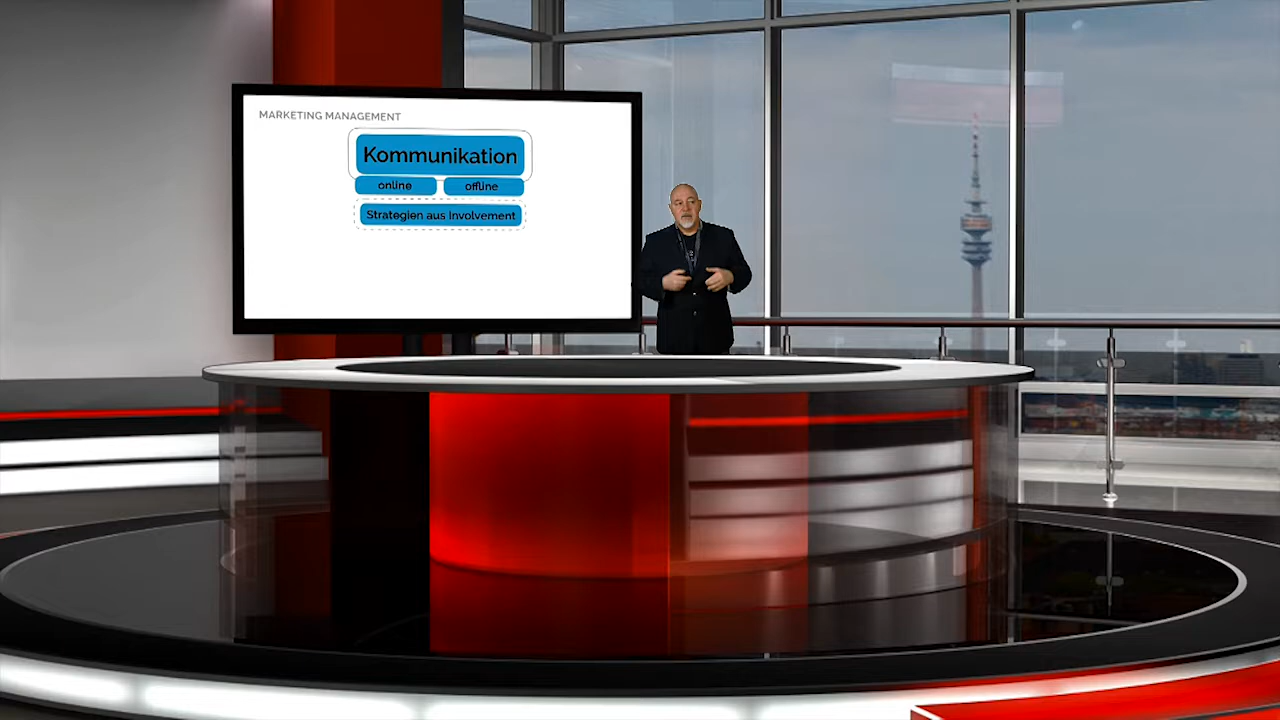 MARKETING MANAGEMENT
Kommunikation
online offline
Strategien aus Involvement